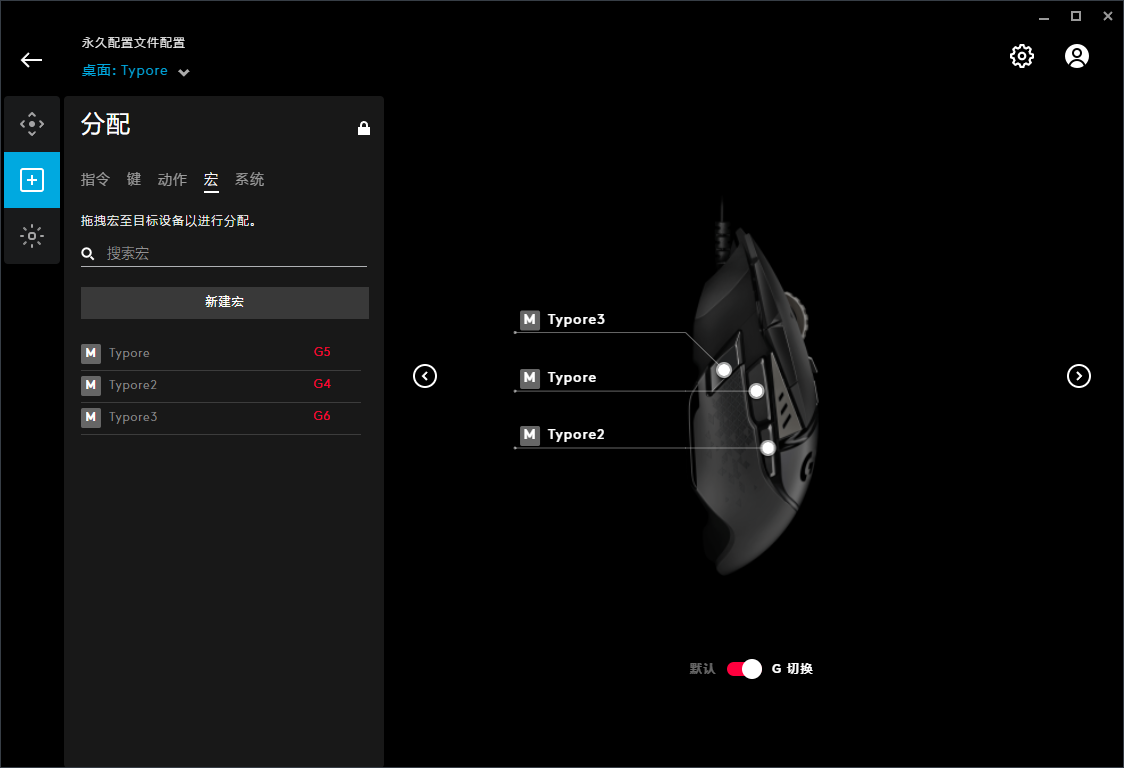 永久配置文件配置
桌面: Typore
分配
指令 键 动作 宏 系统
拖拽宏至目标设备以进行分配。
搜索宏
新建宏
M Typore G5
M Typore2 G4
M Typore3 G6
M Typore3
M Typore
M Typore2
默认 G 切换